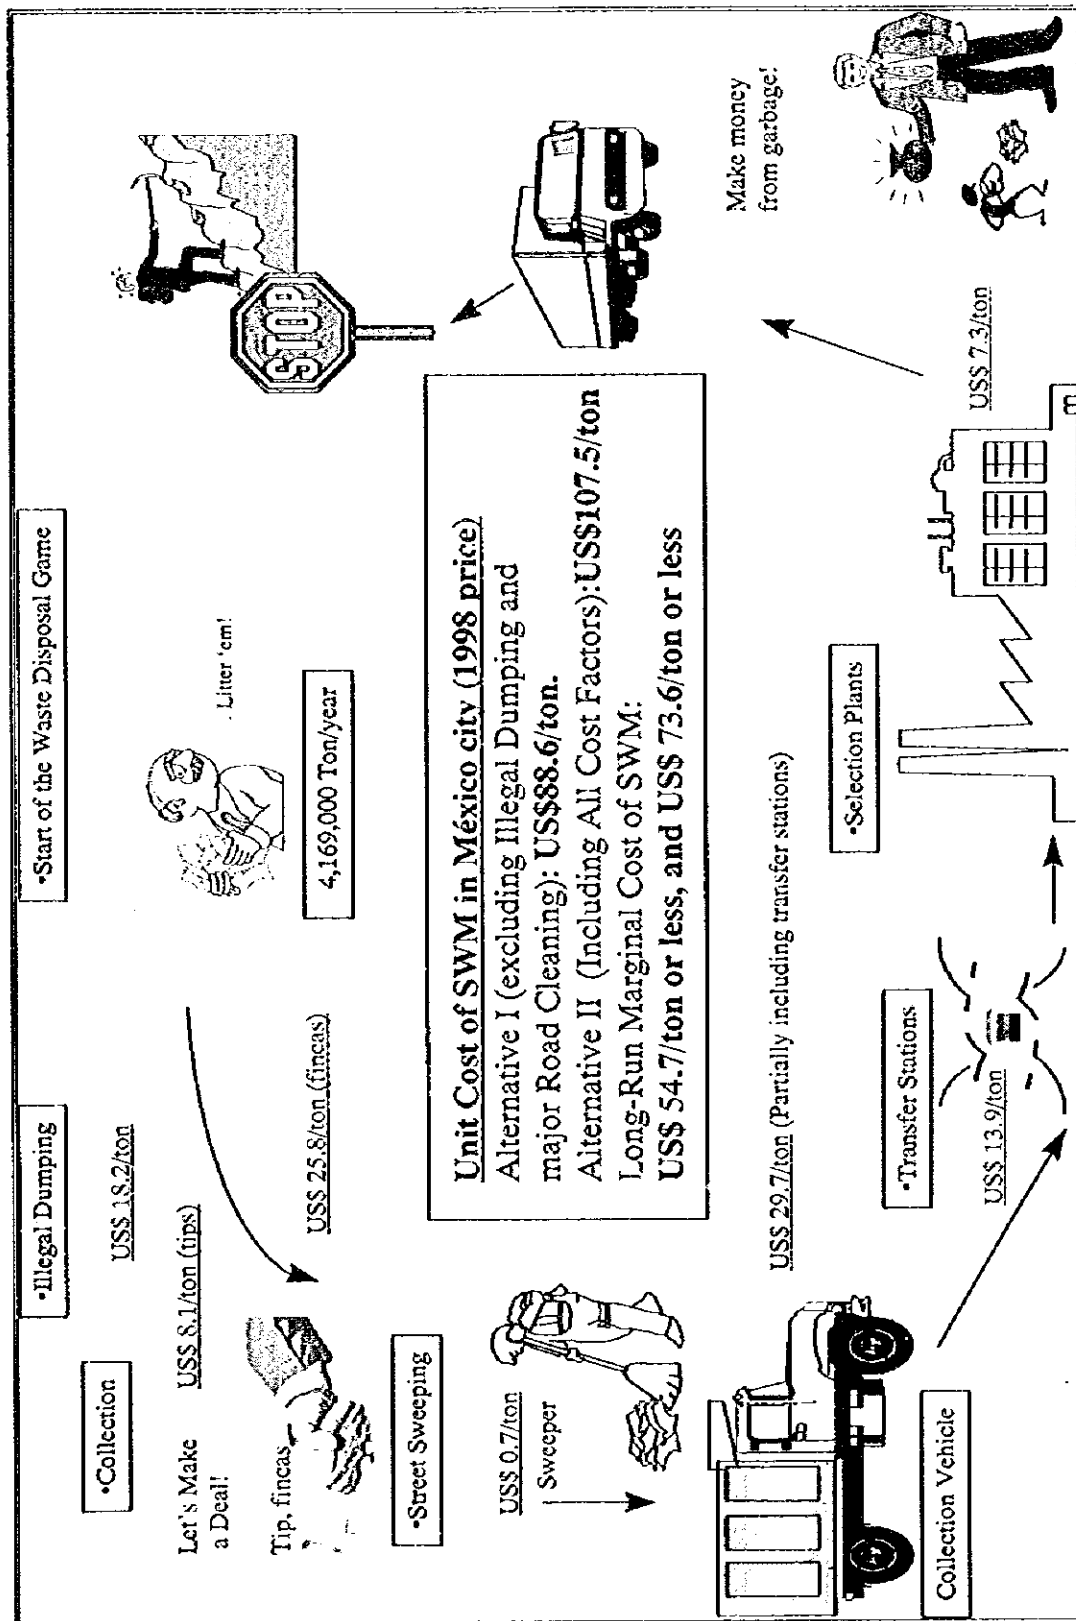 •Start of the Waste Disposal Game
•Illegal Dumping
•Collection
US$ 18.2/ton
Let's Make
a Deal!
US$ 8.1/ton (tips)
Litter 'em!
STOP
Tip, fincas
US$ 25.8/ton (fincas)
4,169,000 Ton/year
•Street Sweeping
Unit Cost of SWM in México city (1998 price)
Alternative I (excluding Illegal Dumping and
major Road Cleaning): US$88.6/ton.
Alternative II (Including All Cost Factors):US$107.5/ton
Long-Run Marginal Cost of SWM:
US$ 54.7/ton or less, and US$ 73.6/ton or less
US$ 0.7/ton
Sweeper
Make money
from garbage!
US$ 29.7/ton (Partially including transfer stations)
•Selection Plants
•Transfer Stations
US$ 7.3/ton
Collection Vehicle
US$ 13.9/ton